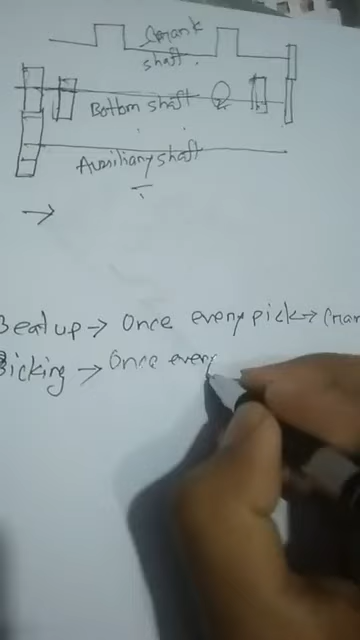 Crank
shaft.
Bottom shaft
Auxiliary shaft
Beat up → Once every pick → Cran
Picking → Once every